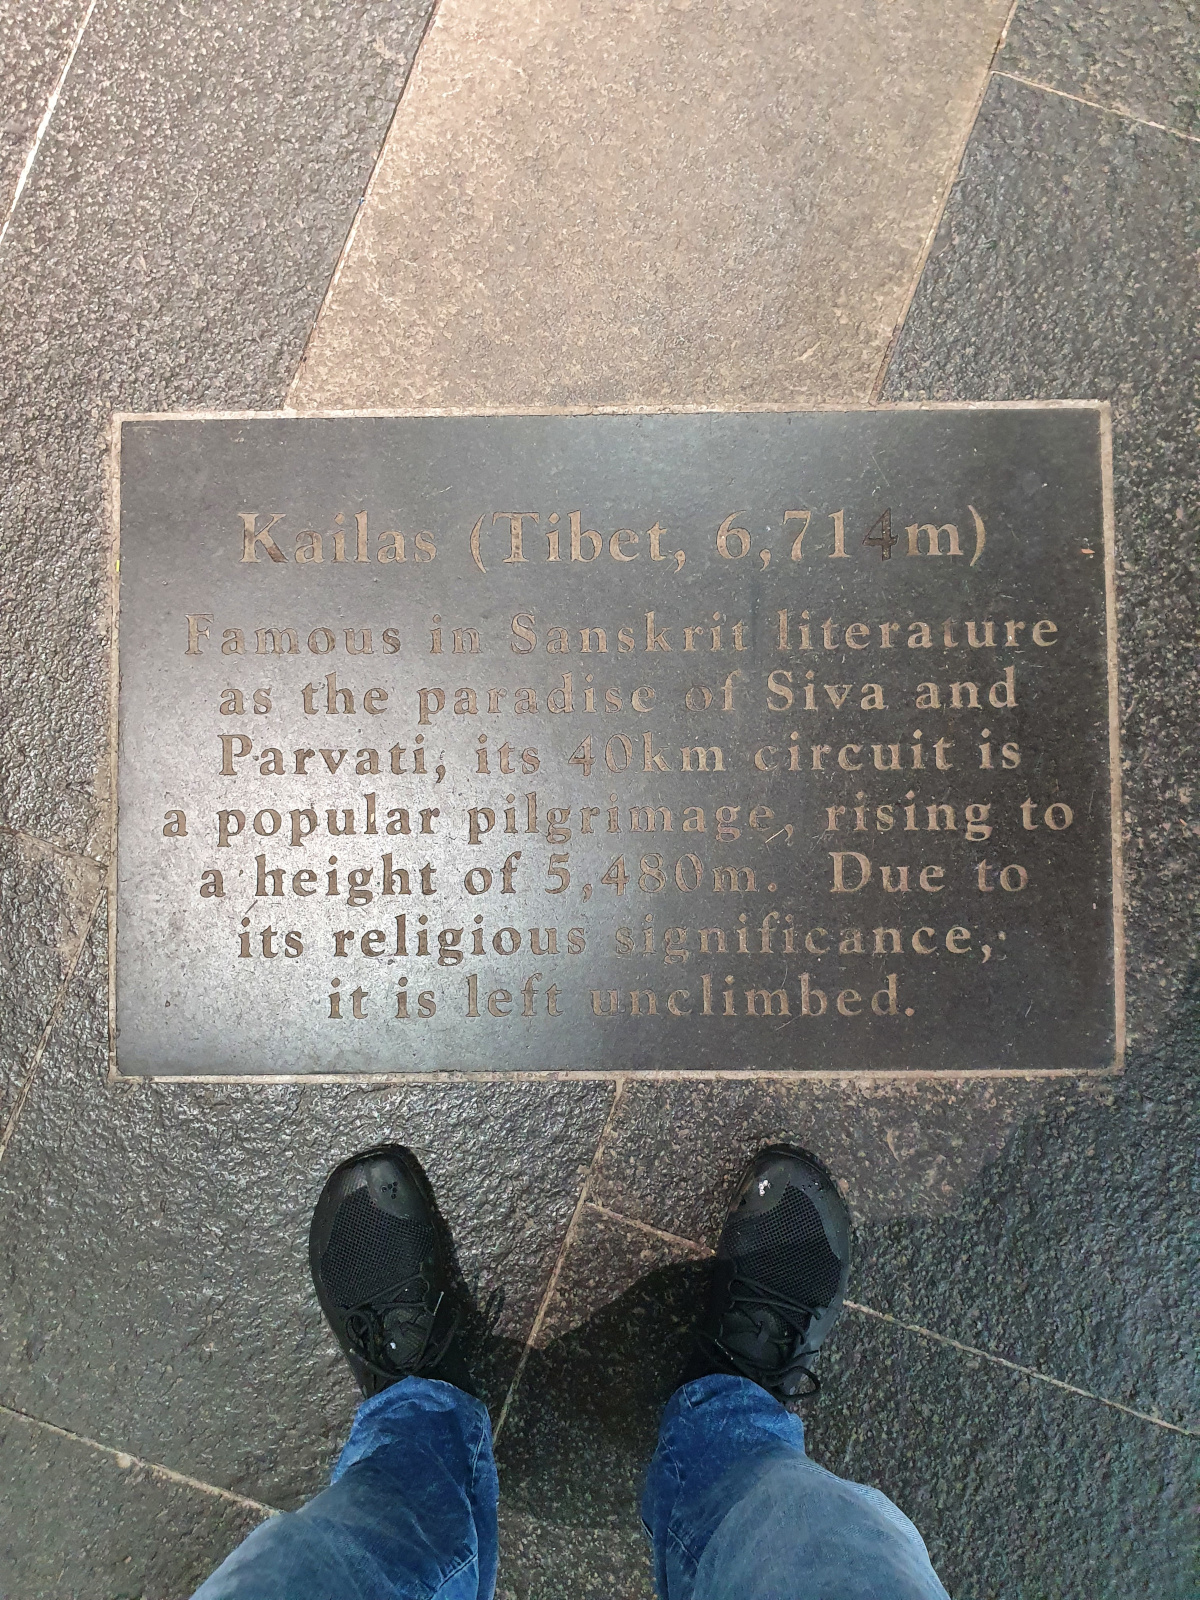 Kailas (Tibet, 6,714m)
Famous in Sanskrit literature
as the paradise of Siva and
Parvati, its 40km circuit is
a popular pilgrimage, rising to
a height of 5,480m. Due to
its religious significance,
it is left unclimbed.